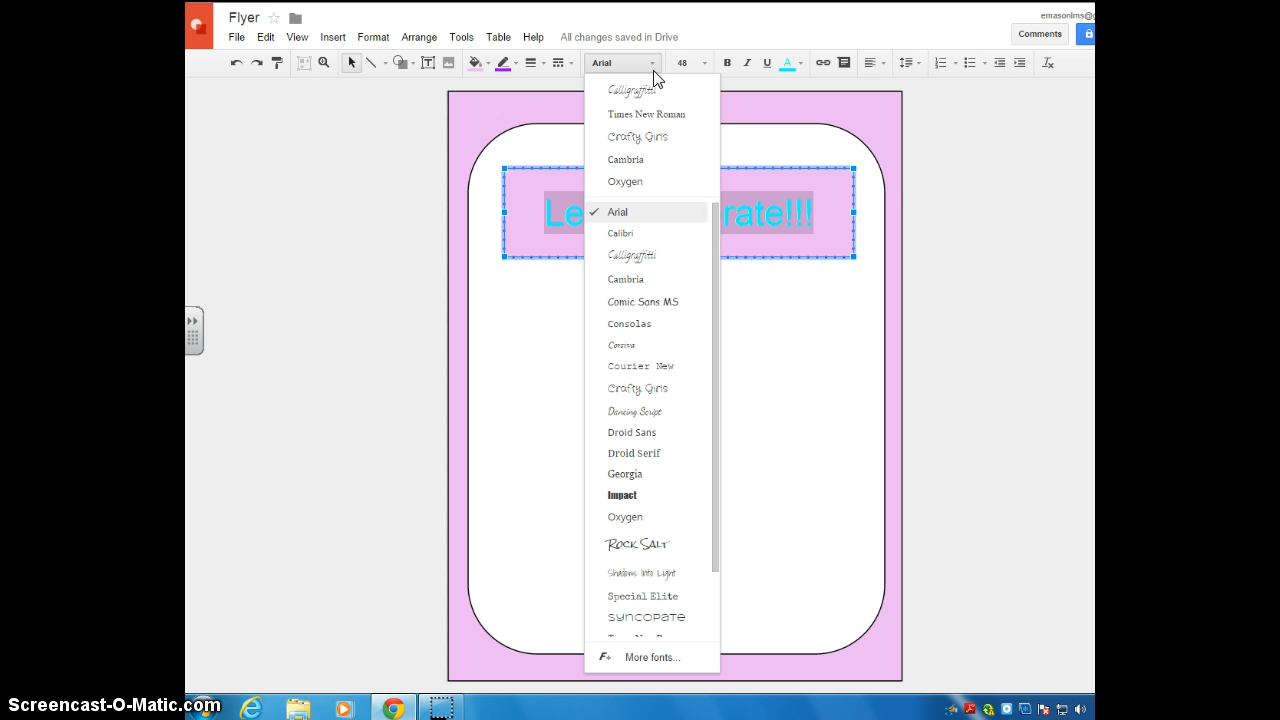 Flyer
emasonlms@g
File Edit View Insert Format Arrange Tools Table Help All changes saved in Drive
Comments
Arial 48 B I U A
Calligraffitti
Times New Roman
Crafty Girls
Cambria
Oxygen
Arial
Le rate!!!
Calibri
Calligraffitti
Cambria
Comic Sans MS
Consolas
Corsiva
Courier New
Crafty Girls
Dancing Script
Droid Sans
Droid Serif
Georgia
Impact
Oxygen
Rock Salt
Shadows Into Light
Special Elite
Syncopate
More fonts...
Screencast-O-Matic.com